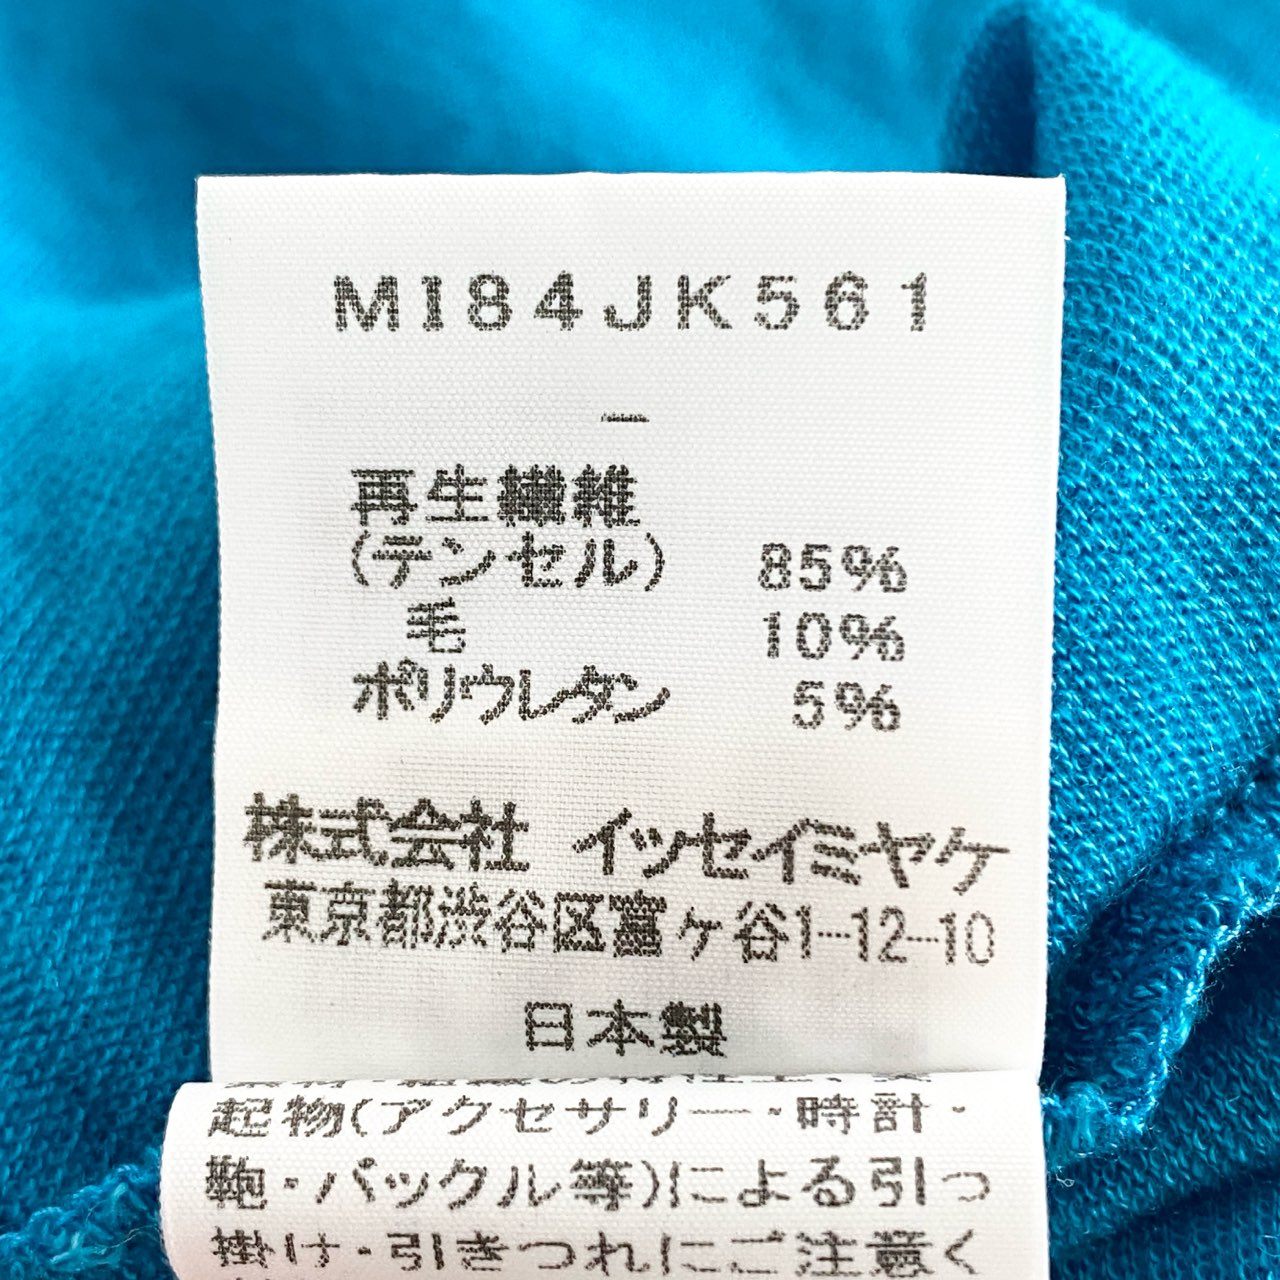 MI84JK561
—
再生繊維
(テンセル) 85%
毛 10%
ポリウレタン 5%
株式会社 イッセイミヤケ
東京都渋谷区富ヶ谷1-12-10
日本製
起物(アクセサリー・時計・
鞄・バックル等)による引っ
掛け・引きつれにご注意く